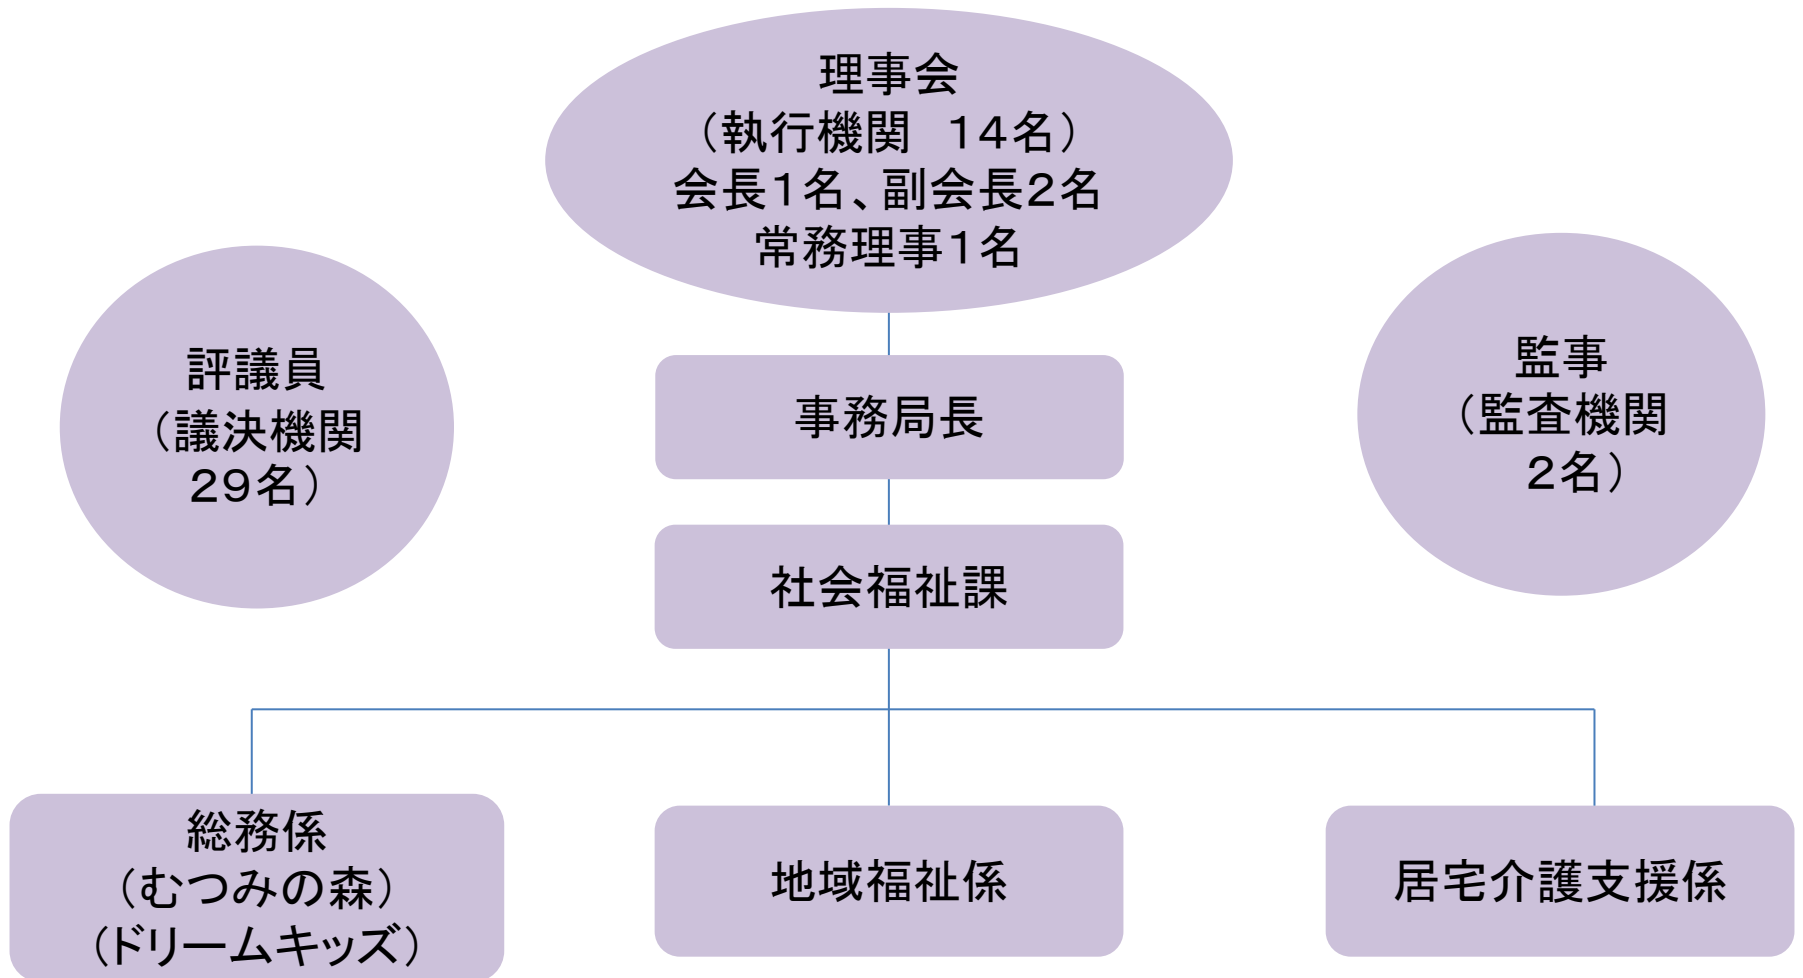 理事会
（執行機関　１４名）
会長１名、副会長２名
常務理事１名
評議員
（議決機関
２９名）
監事
（監査機関
２名）
事務局長
社会福祉課
総務係
（むつみの森）
（ドリームキッズ）
地域福祉係
居宅介護支援係